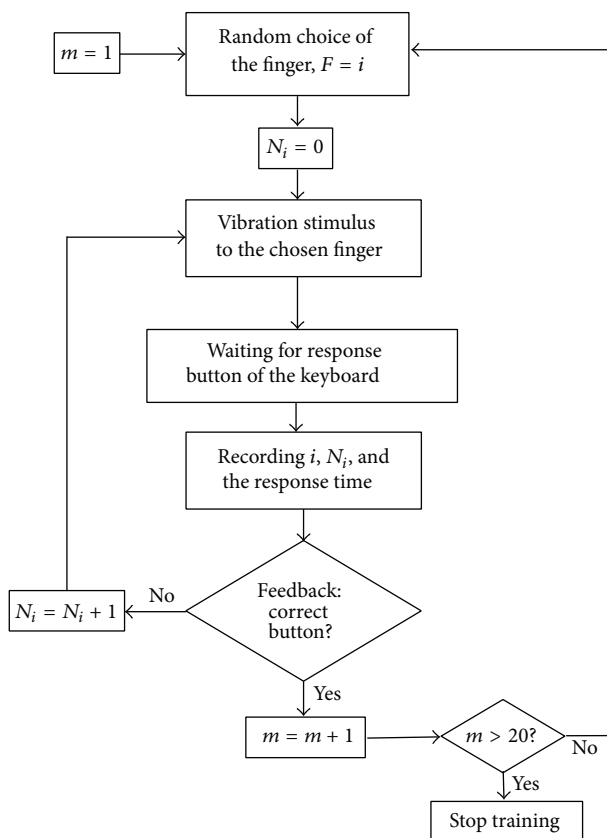 m = 1
Random choice of
the finger, F = i
N_i = 0
Vibration stimulus
to the chosen finger
Waiting for response
button of the keyboard
Recording i, N_i, and
the response time
Feedback:
correct
button?
No
N_i = N_i + 1
Yes
m = m + 1
m > 20?
No
Yes
Stop training